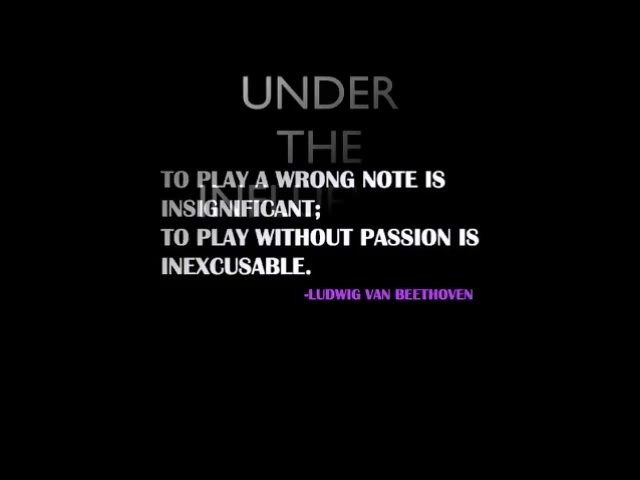 UNDER
THE
TO PLAY A WRONG NOTE IS
INSIGNIFICANT;
TO PLAY WITHOUT PASSION IS
INEXCUSABLE.
-LUDWIG VAN BEETHOVEN